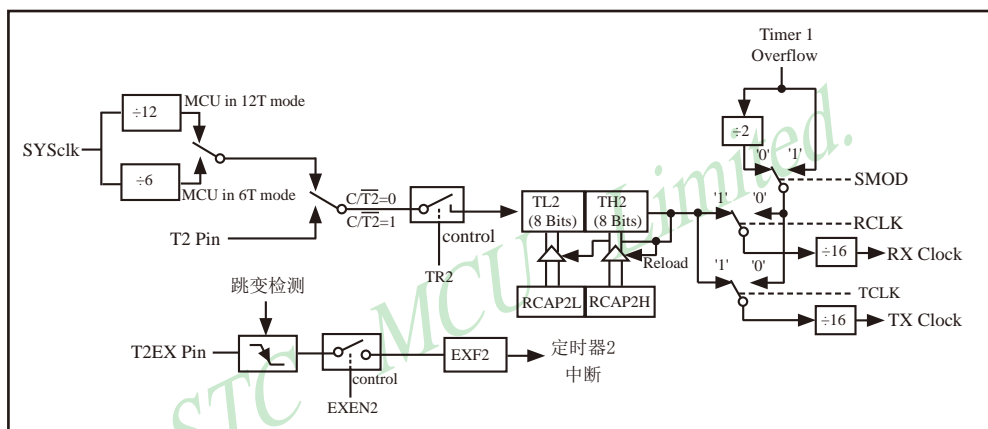 Timer 1
Overflow
÷12
MCU in 12T mode
SYSclk
÷6
MCU in 6T mode
÷2
'0'
'1'
SMOD
C/T2=0
C/T2=1
T2 Pin
control
TR2
TL2
(8 Bits)
TH2
(8 Bits)
Reload
RCAP2L
RCAP2H
'1'
'0'
RCLK
÷16
RX Clock
'1'
'0'
TCLK
÷16
TX Clock
跳变检测
T2EX Pin
control
EXEN2
EXF2
定时器2
中断
STC MCU Limited.